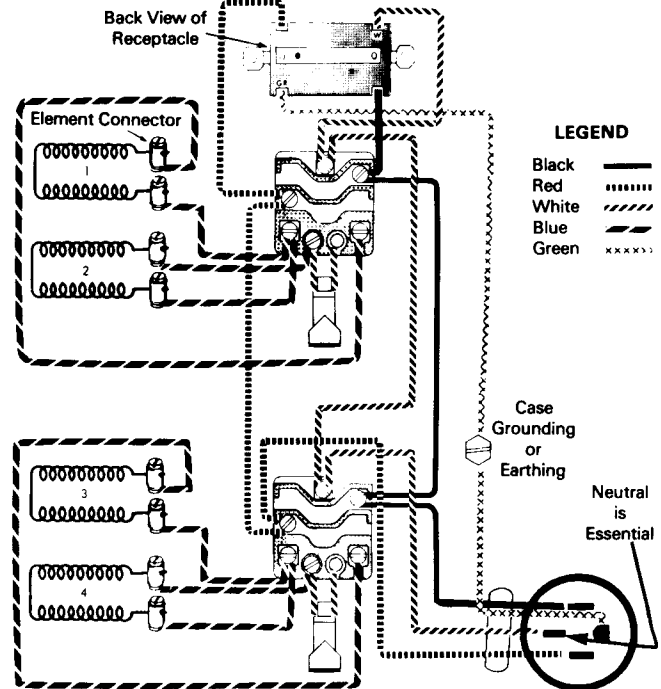 Back View of
Receptacle
W
GR
Element Connector
1
2
LEGEND
Black
Red
White
Blue
Green
Case
Grounding
or
Earthing
Neutral
is
Essential
3
4